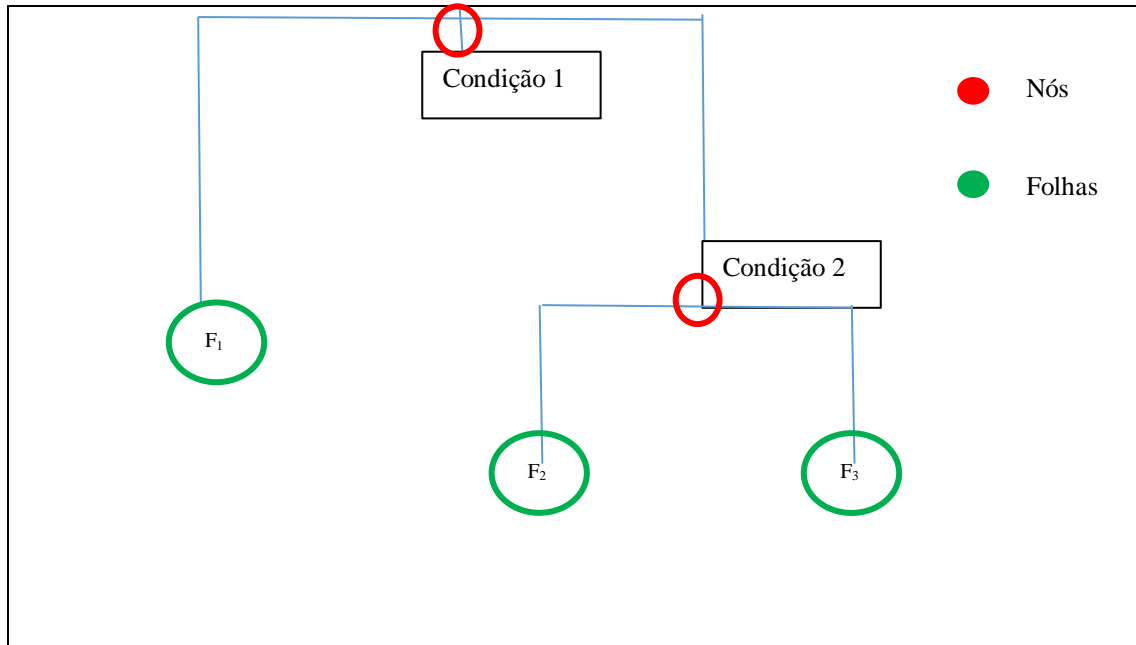 Condição 1
Nós
Folhas
Condição 2
F₁
F₂
F₃